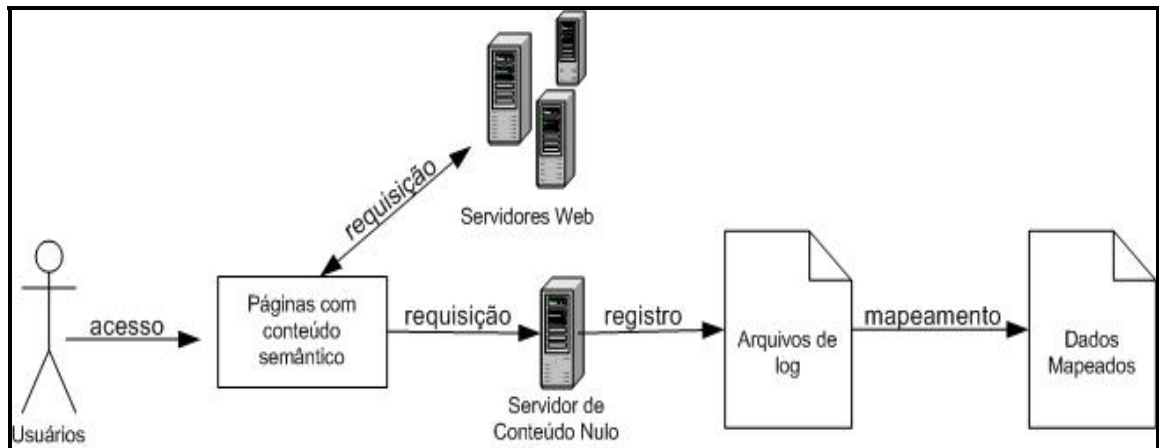 requisição
Servidores Web
Usuários
acesso
Páginas com
conteúdo
semântico
requisição
Servidor de
Conteúdo Nulo
registro
Arquivos de
log
mapeamento
Dados
Mapeados